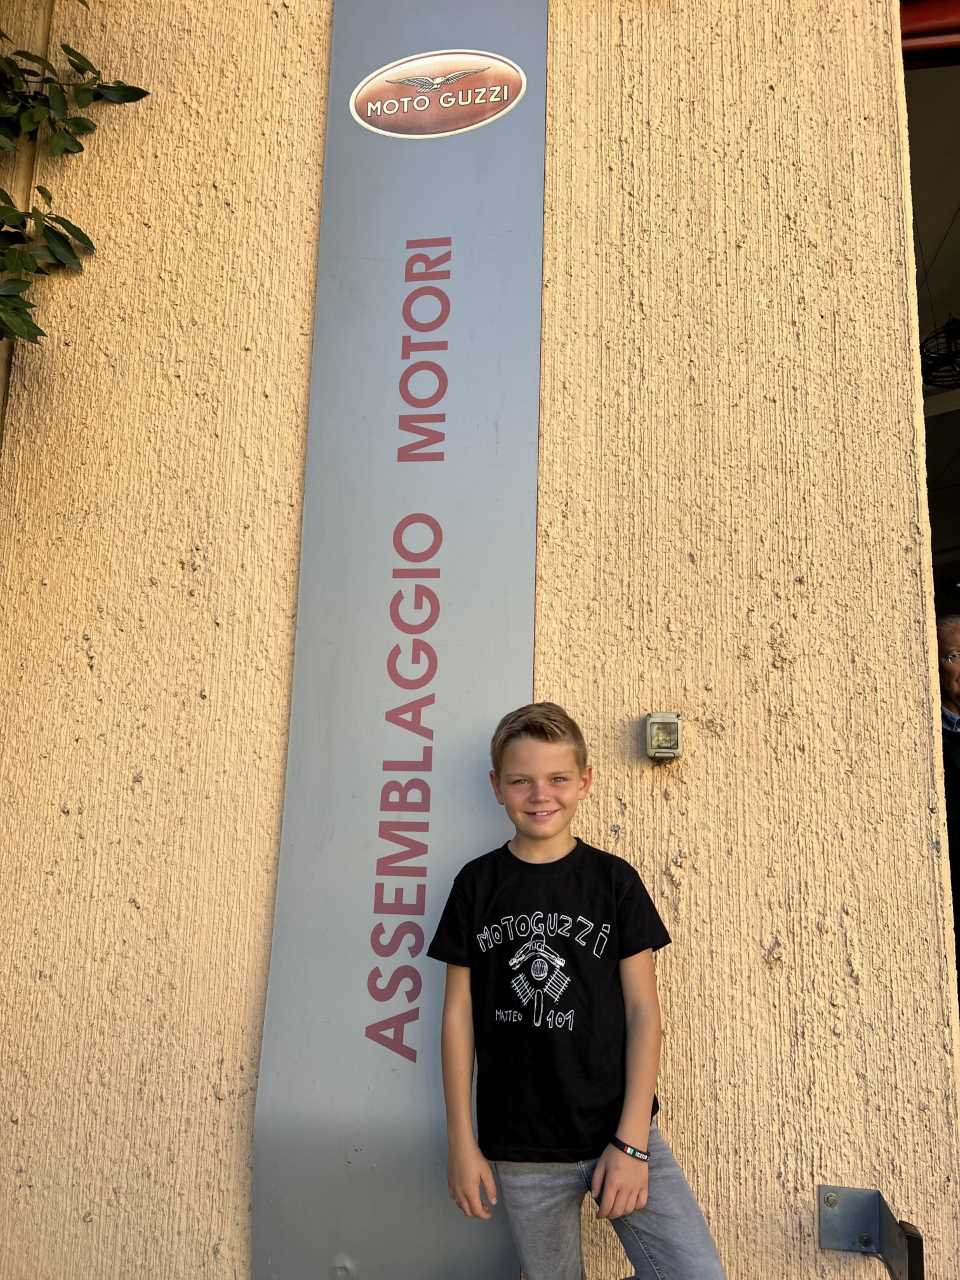 MOTO GUZZI
ASSEMBLAGGIO MOTORI
MOTOGUZZi
MATTEO 101